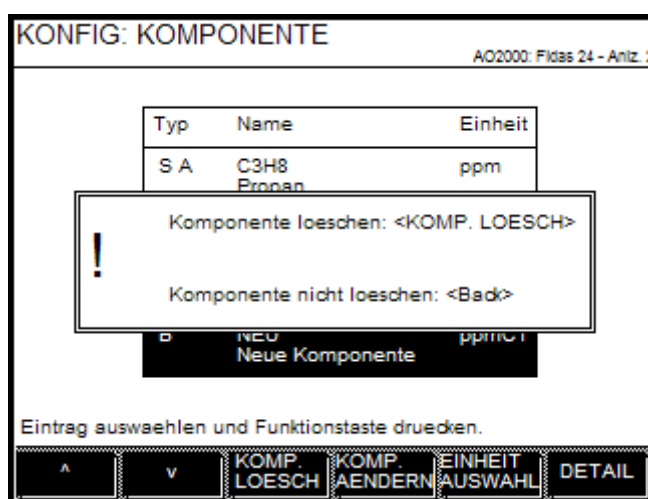 KONFIG: KOMPONENTE
AO2000: Fidas 24 - Anlz.
Typ Name Einheit
S A C3H8 ppm
Propan
Komponente loeschen: <KOMP. LOESCH>
!
Komponente nicht loeschen: <Back>
B NEU ppmC1
Neue Komponente
Eintrag auswaehlen und Funktionstaste druecken.
^ v KOMP. LOESCH KOMP. AENDERN EINHEIT AUSWAHL DETAIL